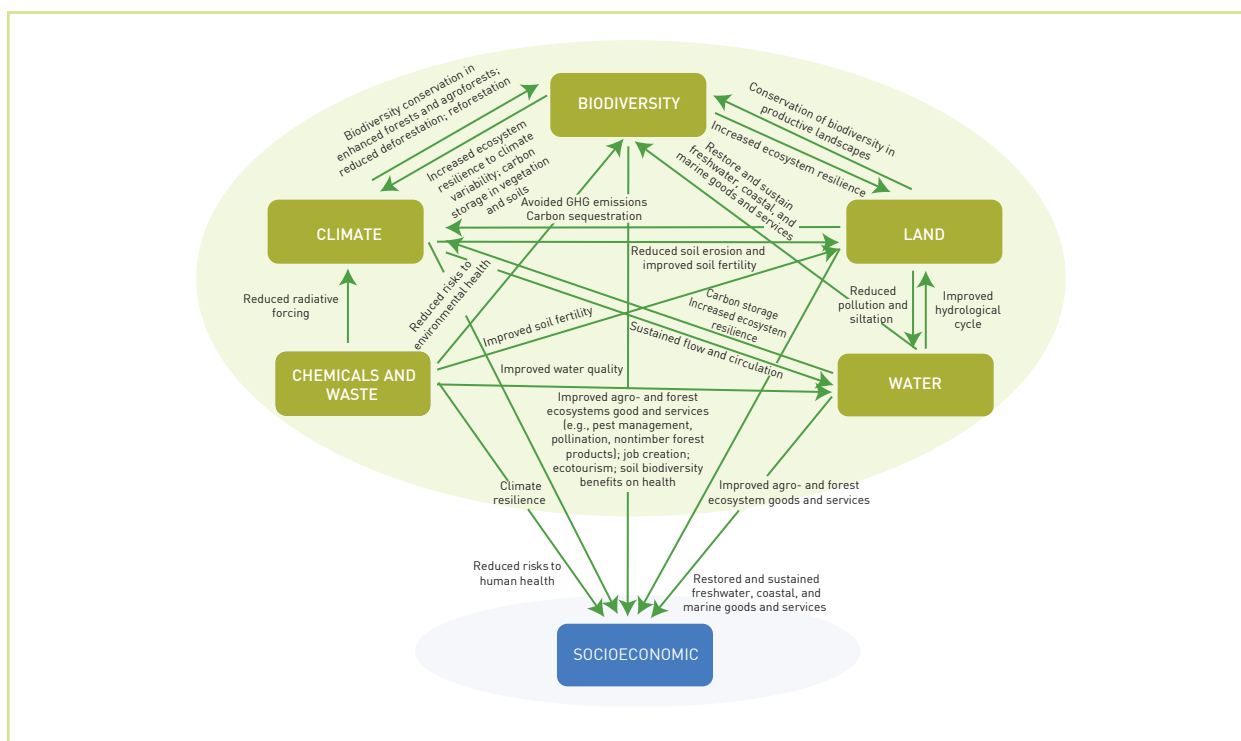 BIODIVERSITY
Biodiversity conservation in
enhanced forests and agroforests;
reduced deforestation; reforestation
Increased ecosystem
resilience to climate
variability; carbon
storage in vegetation
and soils
Conservation of biodiversity in
productive landscapes
Increased ecosystem resilience
Restore and sustain
freshwater, coastal, and
marine goods and services
Avoided GHG emissions
Carbon sequestration
CLIMATE
LAND
Reduced soil erosion and
improved soil fertility
Reduced radiative
forcing
Reduced risks to
environmental health
Carbon storage
Increased ecosystem
resilience
Reduced
pollution and
siltation
Improved
hydrological
cycle
Improved soil fertility
Sustained flow and circulation
CHEMICALS AND
WASTE
Improved water quality
WATER
Improved agro- and forest
ecosystems good and services
(e.g., pest management,
pollination, nontimber forest
products); job creation;
ecotourism; soil biodiversity
benefits on health
Climate
resilience
Improved agro- and forest
ecosystem goods and services
Reduced risks to
human health
Restored and sustained
freshwater, coastal, and
marine goods and services
SOCIOECONOMIC